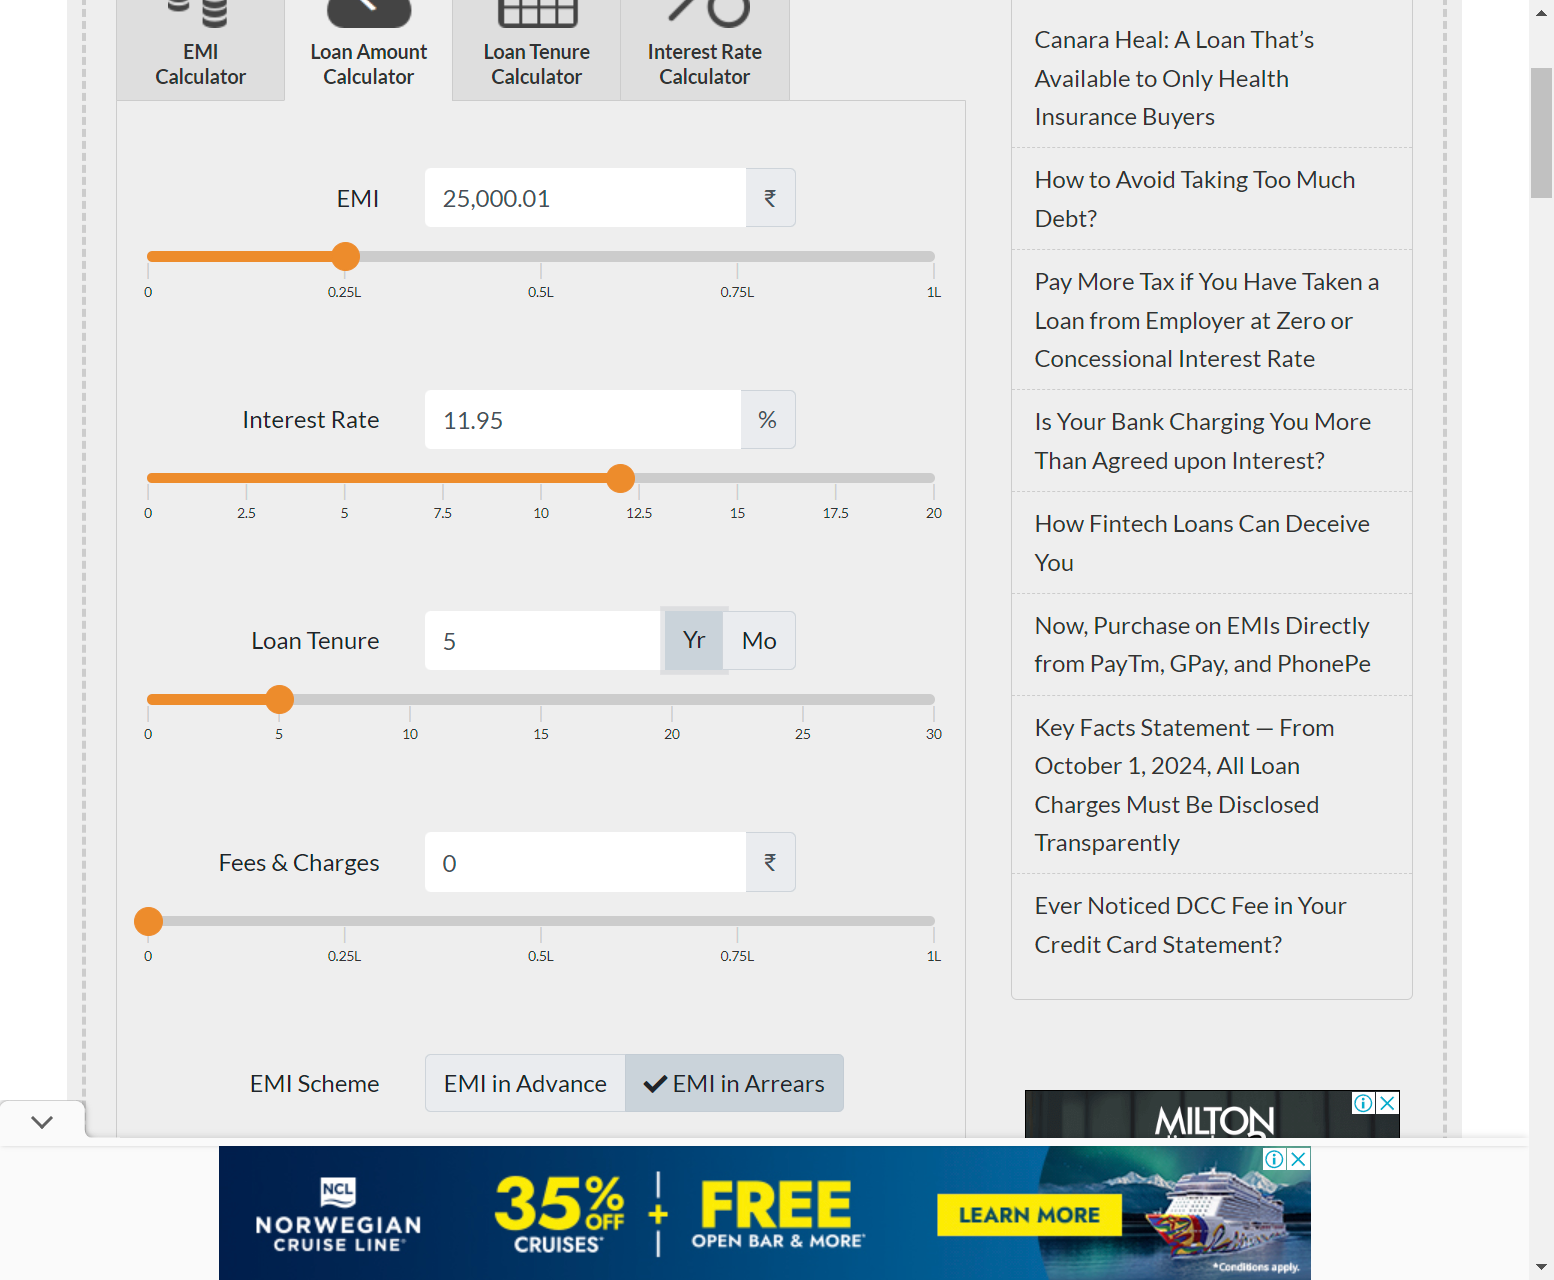 EMI
Calculator
Loan Amount
Calculator
Loan Tenure
Calculator
Interest Rate
Calculator
EMI
25,000.01
₹
0
0.25L
0.5L
0.75L
1L
Interest Rate
11.95
%
0
2.5
5
7.5
10
12.5
15
17.5
20
Loan Tenure
5
Yr
Mo
0
5
10
15
20
25
30
Fees & Charges
0
₹
0
0.25L
0.5L
0.75L
1L
EMI Scheme
EMI in Advance
EMI in Arrears
Canara Heal: A Loan That’s
Available to Only Health
Insurance Buyers
How to Avoid Taking Too Much
Debt?
Pay More Tax if You Have Taken a
Loan from Employer at Zero or
Concessional Interest Rate
Is Your Bank Charging You More
Than Agreed upon Interest?
How Fintech Loans Can Deceive
You
Now, Purchase on EMIs Directly
from PayTm, GPay, and PhonePe
Key Facts Statement — From
October 1, 2024, All Loan
Charges Must Be Disclosed
Transparently
Ever Noticed DCC Fee in Your
Credit Card Statement?
MILTON
NCL
NORWEGIAN
CRUISE LINE
35% OFF
CRUISES*
+
FREE
OPEN BAR & MORE*
LEARN MORE
*Conditions apply.